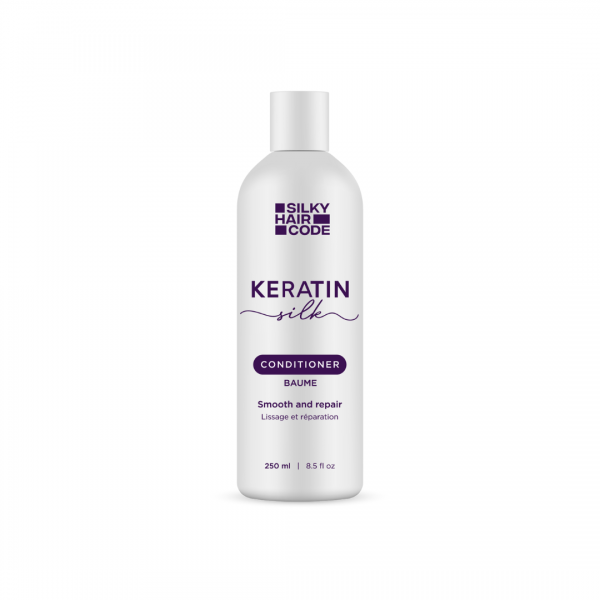 SILKY
HAIR
CODE
KERATIN
silk
CONDITIONER
BAUME
Smooth and repair
Lissage et réparation
250 ml | 8.5 fl oz